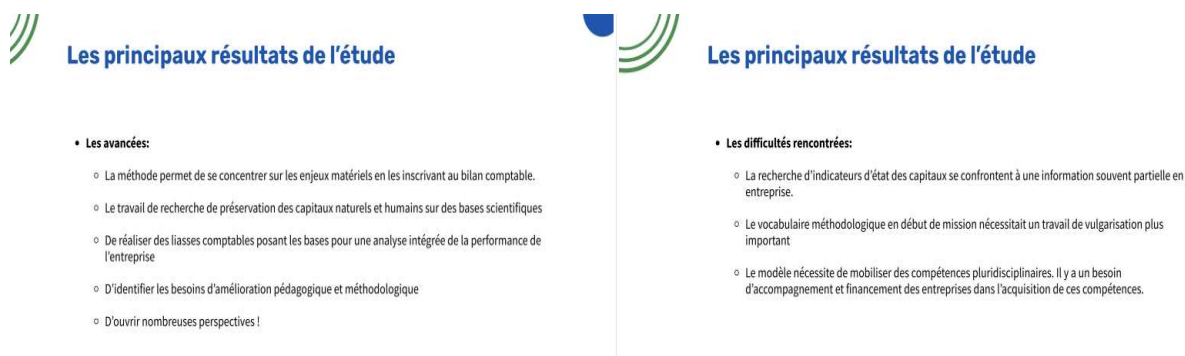 Les principaux résultats de l'étude
• Les avancées:
○ La méthode permet de se concentrer sur les enjeux matériels en les inscrivant au bilan comptable.
○ Le travail de recherche de préservation des capitaux naturels et humains sur des bases scientifiques
○ De réaliser des liasses comptables posant les bases pour une analyse intégrée de la performance de
l'entreprise
○ D'identifier les besoins d'amélioration pédagogique et méthodologique
○ D'ouvrir nombreuses perspectives !
Les principaux résultats de l'étude
• Les difficultés rencontrées:
○ La recherche d'indicateurs d'état des capitaux se confrontent à une information souvent partielle en
entreprise.
○ Le vocabulaire méthodologique en début de mission nécessitait un travail de vulgarisation plus
important
○ Le modèle nécessite de mobiliser des compétences pluridisciplinaires. Il y a un besoin
d'accompagnement et financement des entreprises dans l'acquisition de ces compétences.